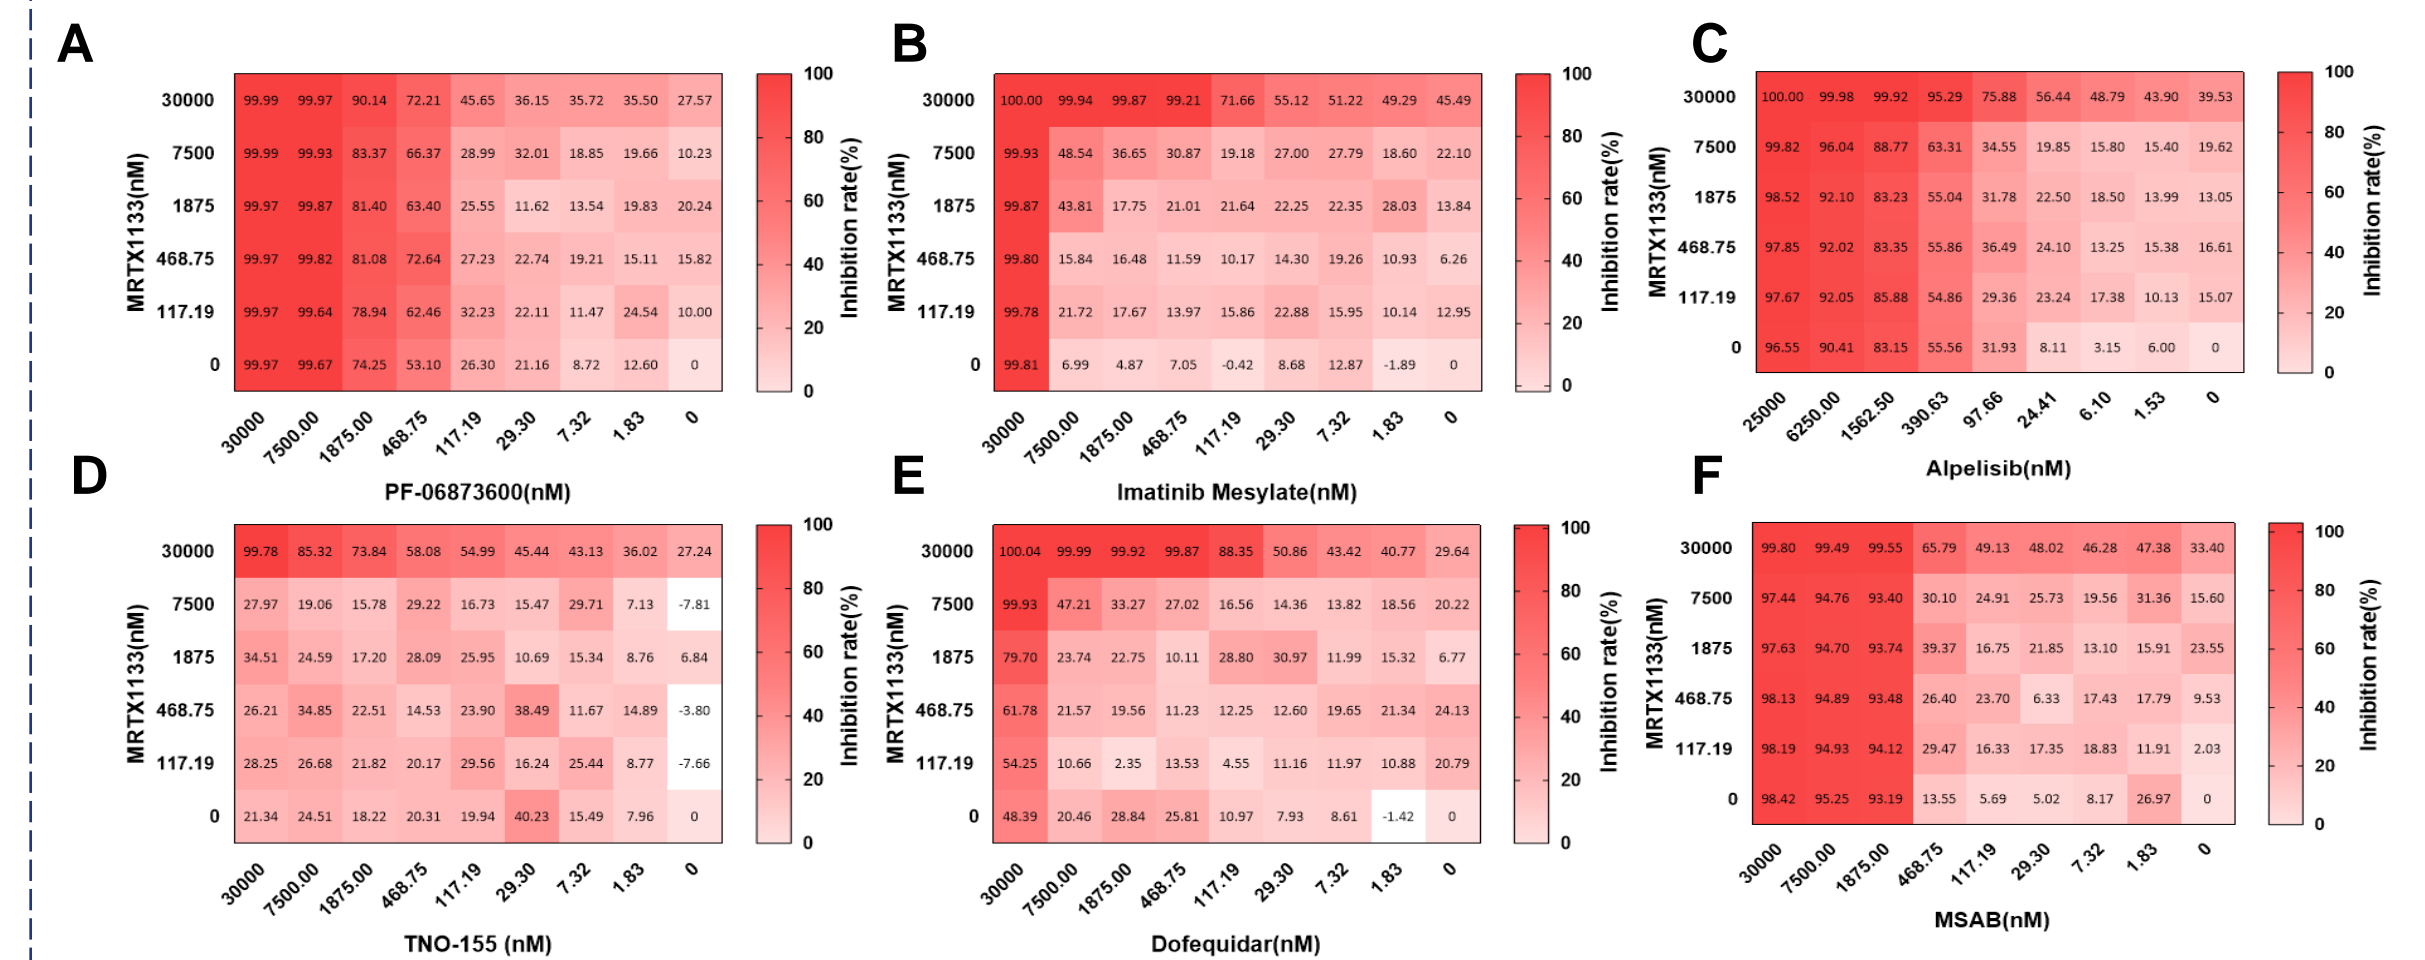 A
MRTX1133(nM)
30000 99.99 99.97 90.14 72.21 45.65 36.15 35.72 35.50 27.57
7500 99.99 99.93 83.37 66.37 28.99 32.01 18.85 19.66 10.23
1875 99.97 99.87 81.40 63.40 25.55 11.62 13.54 19.83 20.24
468.75 99.97 99.82 81.08 72.64 27.23 22.74 19.21 15.11 15.82
117.19 99.97 99.64 78.94 62.46 32.23 22.11 11.47 24.54 10.00
0 99.97 99.67 74.25 53.10 26.30 21.16 8.72 12.60 0
30000 7500.00 1875.00 468.75 117.19 29.30 7.32 1.83 0
PF-06873600(nM)
100
80
60
40
20
0
Inhibition rate(%)
B
MRTX1133(nM)
30000 100.00 99.94 99.87 99.21 71.66 55.12 51.22 49.29 45.49
7500 99.93 48.54 36.65 30.87 19.18 27.00 27.79 18.60 22.10
1875 99.87 43.81 17.75 21.01 21.64 22.25 22.35 28.03 13.84
468.75 99.80 15.84 16.48 11.59 10.17 14.30 19.26 10.93 6.26
117.19 99.78 21.72 17.67 13.97 15.86 22.88 15.95 10.14 12.95
0 99.81 6.99 4.87 7.05 -0.42 8.68 12.87 -1.89 0
30000 7500.00 1875.00 468.75 117.19 29.30 7.32 1.83 0
Imatinib Mesylate(nM)
100
80
60
40
20
0
Inhibition rate(%)
C
MRTX1133(nM)
30000 100.00 99.98 99.92 95.29 75.88 56.44 48.79 43.90 39.53
7500 99.82 96.04 88.77 63.31 34.55 19.85 15.80 15.40 19.62
1875 98.52 92.10 83.23 55.04 31.78 22.50 18.50 13.99 13.05
468.75 97.85 92.02 83.35 55.86 36.49 24.10 13.25 15.38 16.61
117.19 97.67 92.05 85.88 54.86 29.36 23.24 17.38 10.13 15.07
0 96.55 90.41 83.15 55.56 31.93 8.11 3.15 6.00 0
25000 6250.00 1562.50 390.63 97.66 24.41 6.10 1.53 0
Alpelisib(nM)
100
80
60
40
20
0
Inhibition rate(%)
D
MRTX1133(nM)
30000 99.78 85.32 73.84 58.08 54.99 45.44 43.13 36.02 27.24
7500 27.97 19.06 15.78 29.22 16.73 15.47 29.71 7.13 -7.81
1875 34.51 24.59 17.20 28.09 25.95 10.69 15.34 8.76 6.84
468.75 26.21 34.85 22.51 14.53 23.90 38.49 11.67 14.89 -3.80
117.19 28.25 26.68 21.82 20.17 29.56 16.24 25.44 8.77 -7.66
0 21.34 24.51 18.22 20.31 19.94 40.23 15.49 7.96 0
30000 7500.00 1875.00 468.75 117.19 29.30 7.32 1.83 0
TNO-155 (nM)
100
80
60
40
20
0
Inhibition rate(%)
E
MRTX1133(nM)
30000 100.04 99.99 99.92 99.87 88.35 50.86 43.42 40.77 29.64
7500 99.93 47.21 33.27 27.02 16.56 14.36 13.82 18.56 20.22
1875 79.70 23.74 22.75 10.11 28.80 30.97 11.99 15.32 6.77
468.75 61.78 21.57 19.56 11.23 12.25 12.60 19.65 21.34 24.13
117.19 54.25 10.66 2.35 13.53 4.55 11.16 11.97 10.88 20.79
0 48.39 20.46 28.84 25.81 10.97 7.93 8.61 -1.42 0
30000 7500.00 1875.00 468.75 117.19 29.30 7.32 1.83 0
Dofequidar(nM)
100
80
60
40
20
0
Inhibition rate(%)
F
MRTX1133(nM)
30000 99.80 99.49 99.55 65.79 49.13 48.02 46.28 47.38 33.40
7500 97.44 94.76 93.40 30.10 24.91 25.73 19.56 31.36 15.60
1875 97.63 94.70 93.74 39.37 16.75 21.85 13.10 15.91 23.55
468.75 98.13 94.89 93.48 26.40 23.70 6.33 17.43 17.79 9.53
117.19 98.19 94.93 94.12 29.47 16.33 17.35 18.83 11.91 2.03
0 98.42 95.25 93.19 13.55 5.69 5.02 8.17 26.97 0
30000 7500.00 1875.00 468.75 117.19 29.30 7.32 1.83 0
MSAB(nM)
100
80
60
40
20
0
Inhibition rate(%)